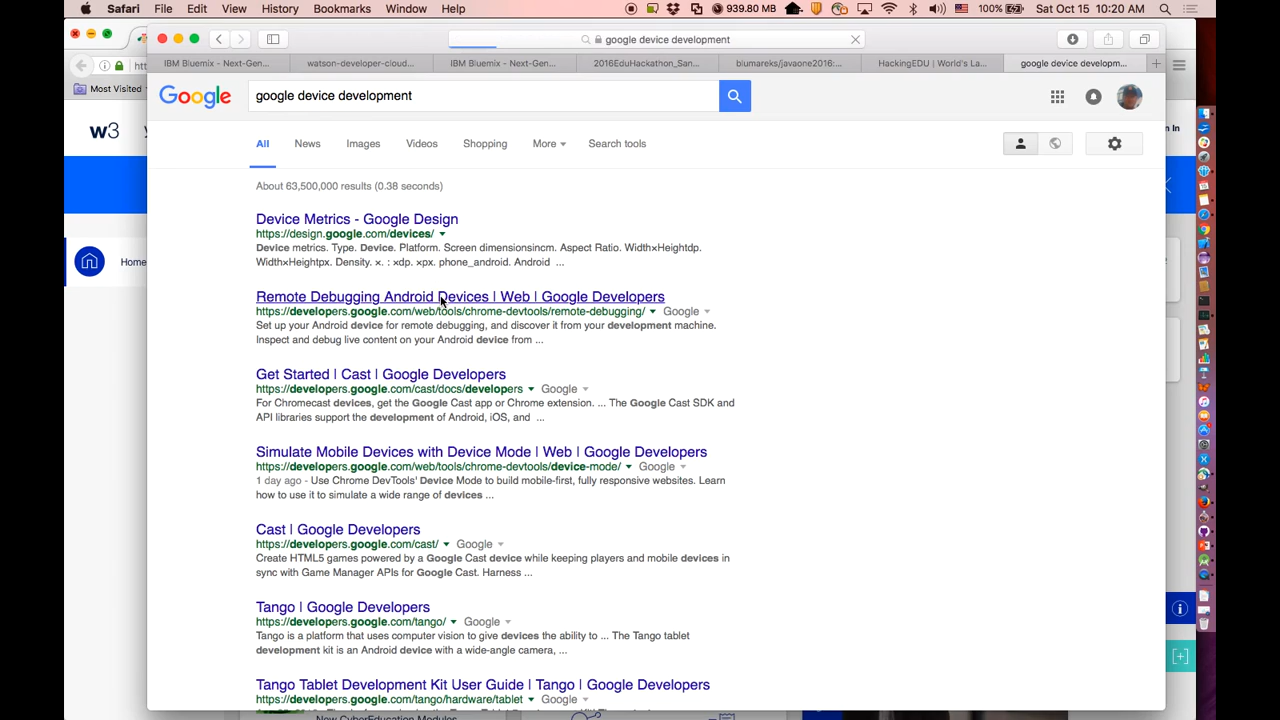 Safari File Edit View History Bookmarks Window Help 939.80 MB 100% Sat Oct 15 10:20 AM
google device development
IBM Bluemix - Next-Gen... watson-developer-cloud... IBM Bluemix - Next-Gen... 2016EduHackathon_San... biumareks/javaone2016:... HackingEDU | World's La... google device developm...
Most Visited
Google google device development
w3
All News Images Videos Shopping More Search tools
About 63,500,000 results (0.38 seconds)
Device Metrics - Google Design
https://design.google.com/devices/
Device metrics. Type. Device. Platform. Screen dimensionsincm. Aspect Ratio. Width×Heightdp.
Width×Heightpx. Density. ×. : ×dp. ×px. phone_android. Android ...
Home
Remote Debugging Android Devices | Web | Google Developers
https://developers.google.com/web/tools/chrome-devtools/remote-debugging/ Google
Set up your Android device for remote debugging, and discover it from your development machine.
Inspect and debug live content on your Android device from ...
Get Started | Cast | Google Developers
https://developers.google.com/cast/docs/developers Google
For Chromecast devices, get the Google Cast app or Chrome extension. ... The Google Cast SDK and
API libraries support the development of Android, iOS, and ...
Simulate Mobile Devices with Device Mode | Web | Google Developers
https://developers.google.com/web/tools/chrome-devtools/device-mode/ Google
1 day ago - Use Chrome DevTools' Device Mode to build mobile-first, fully responsive websites. Learn
how to use it to simulate a wide range of devices ...
Cast | Google Developers
https://developers.google.com/cast/ Google
Create HTML5 games powered by a Google Cast device while keeping players and mobile devices in
sync with Game Manager APIs for Google Cast. Harness ...
Tango | Google Developers
https://developers.google.com/tango/ Google
Tango is a platform that uses computer vision to give devices the ability to ... The Tango tablet
development kit is an Android device with a wide-angle camera, ...
Tango Tablet Development Kit User Guide | Tango | Google Developers
https://developers.google.com/tango/hardware/tablet Google
New CyberEducation Modules